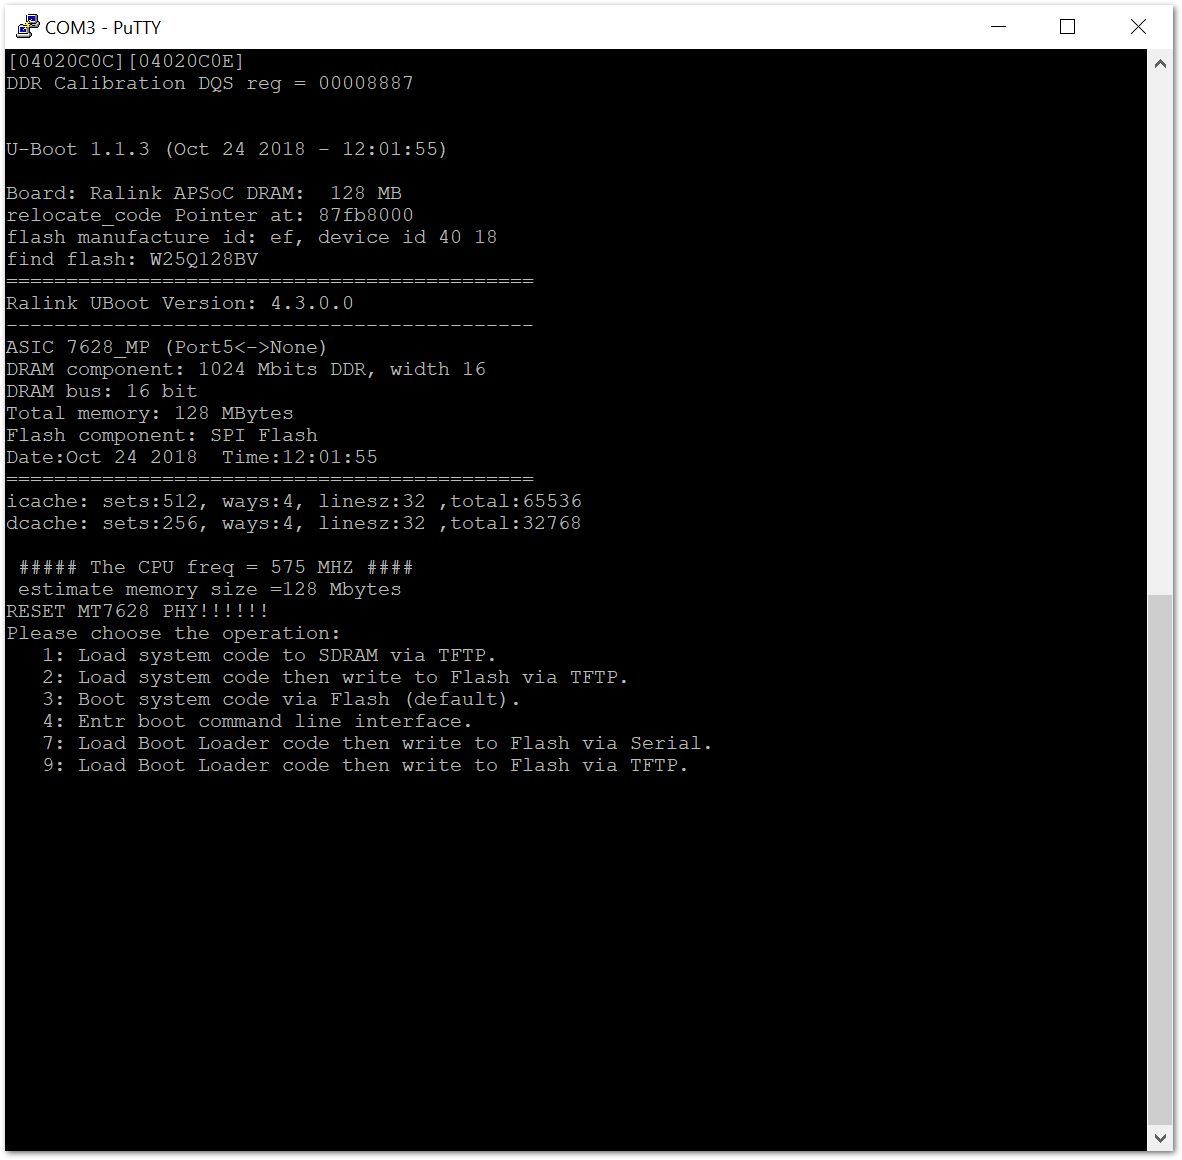 COM3 - PuTTY
[04020C0C][04020C0E]
DDR Calibration DQS reg = 00008887
U-Boot 1.1.3 (Oct 24 2018 - 12:01:55)
Board: Ralink APSoC DRAM:  128 MB
relocate_code Pointer at: 87fb8000
flash manufacture id: ef, device id 40 18
find flash: W25Q128BV
============================================
Ralink UBoot Version: 4.3.0.0
--------------------------------------------
ASIC 7628_MP (Port5<->None)
DRAM component: 1024 Mbits DDR, width 16
DRAM bus: 16 bit
Total memory: 128 MBytes
Flash component: SPI Flash
Date:Oct 24 2018  Time:12:01:55
============================================
icache: sets:512, ways:4, linesz:32 ,total:65536
dcache: sets:256, ways:4, linesz:32 ,total:32768
 ##### The CPU freq = 575 MHZ ####
 estimate memory size =128 Mbytes
RESET MT7628 PHY!!!!!!
Please choose the operation:
   1: Load system code to SDRAM via TFTP.
   2: Load system code then write to Flash via TFTP.
   3: Boot system code via Flash (default).
   4: Entr boot command line interface.
   7: Load Boot Loader code then write to Flash via Serial.
   9: Load Boot Loader code then write to Flash via TFTP.